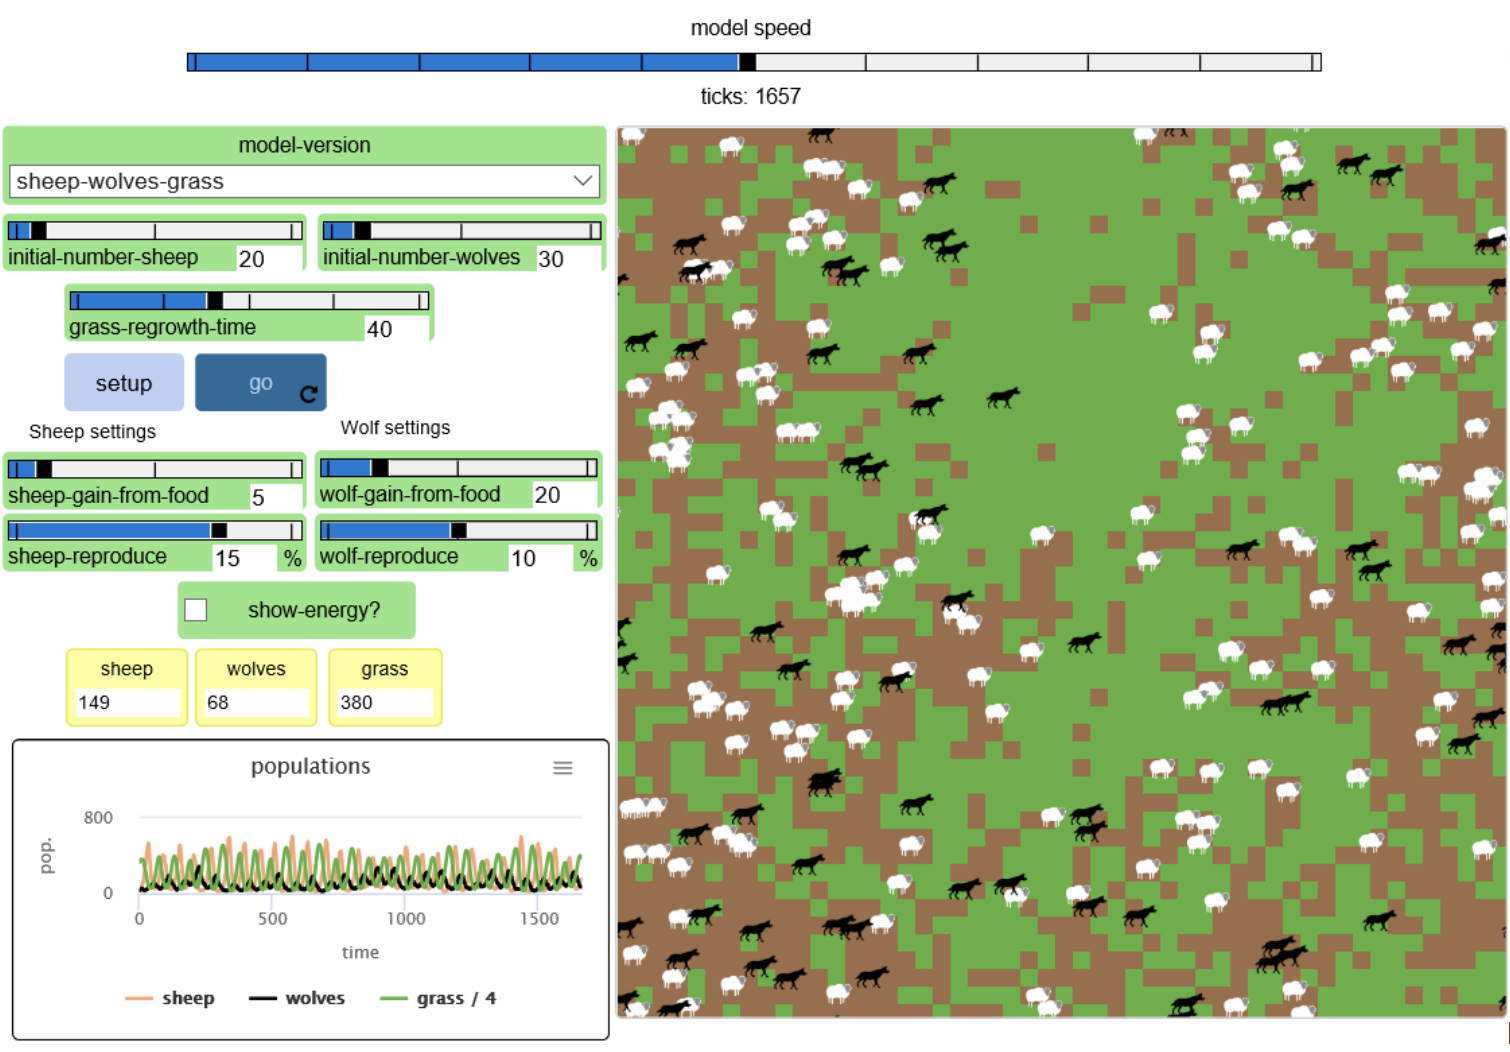 model speed
ticks: 1657
model-version
sheep-wolves-grass
initial-number-sheep 20
initial-number-wolves 30
grass-regrowth-time 40
setup
go
Sheep settings
Wolf settings
sheep-gain-from-food 5
wolf-gain-from-food 20
sheep-reproduce 15 %
wolf-reproduce 10 %
show-energy?
sheep
149
wolves
68
grass
380
populations
800
0
pop.
0 500 1000 1500
time
sheep wolves grass / 4